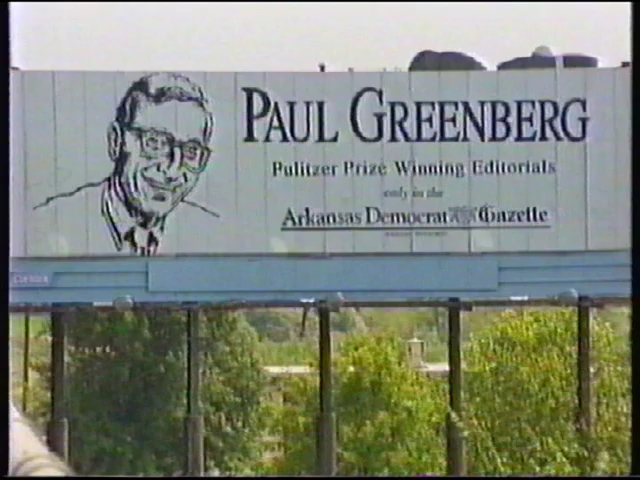 PAUL GREENBERG
Pulitzer Prize Winning Editorials
only in the
Arkansas Democrat Gazette